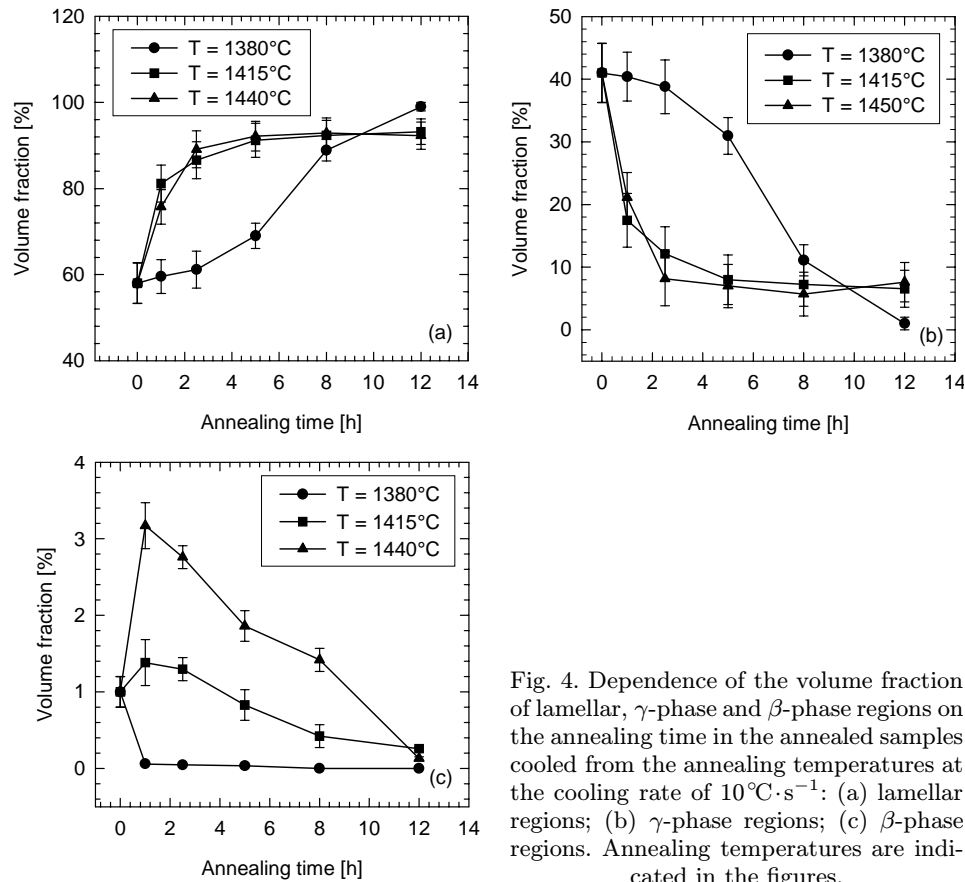 120
100
80
60
40
Volume fraction [%]
T = 1380°C
T = 1415°C
T = 1440°C
(a)
0 2 4 6 8 10 12 14
Annealing time [h]
50
40
30
20
10
0
Volume fraction [%]
T = 1380°C
T = 1415°C
T = 1450°C
(b)
0 2 4 6 8 10 12 14
Annealing time [h]
4
3
2
1
0
Volume fraction [%]
T = 1380°C
T = 1415°C
T = 1440°C
(c)
0 2 4 6 8 10 12 14
Annealing time [h]
Fig. 4. Dependence of the volume fraction
of lamellar, γ-phase and β-phase regions on
the annealing time in the annealed samples
cooled from the annealing temperatures at
the cooling rate of 10°C·s⁻¹: (a) lamellar
regions; (b) γ-phase regions; (c) β-phase
regions. Annealing temperatures are indi-
cated in the figures.